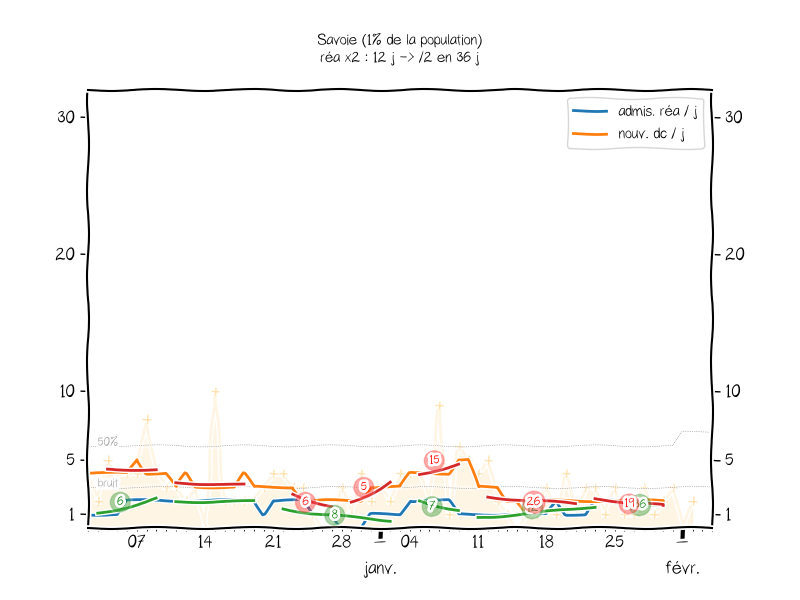 Savoie (1% de la population)
réa x2 : 12 j -> /2 en 36 j
admis. réa / j
nouv. dc / j
30 30
20 20
10 10
50%
5 5
bruit
1 1
6 6 8 5 15 7 26 19
07 14 21 28 04 11 18 25
janv. févr.